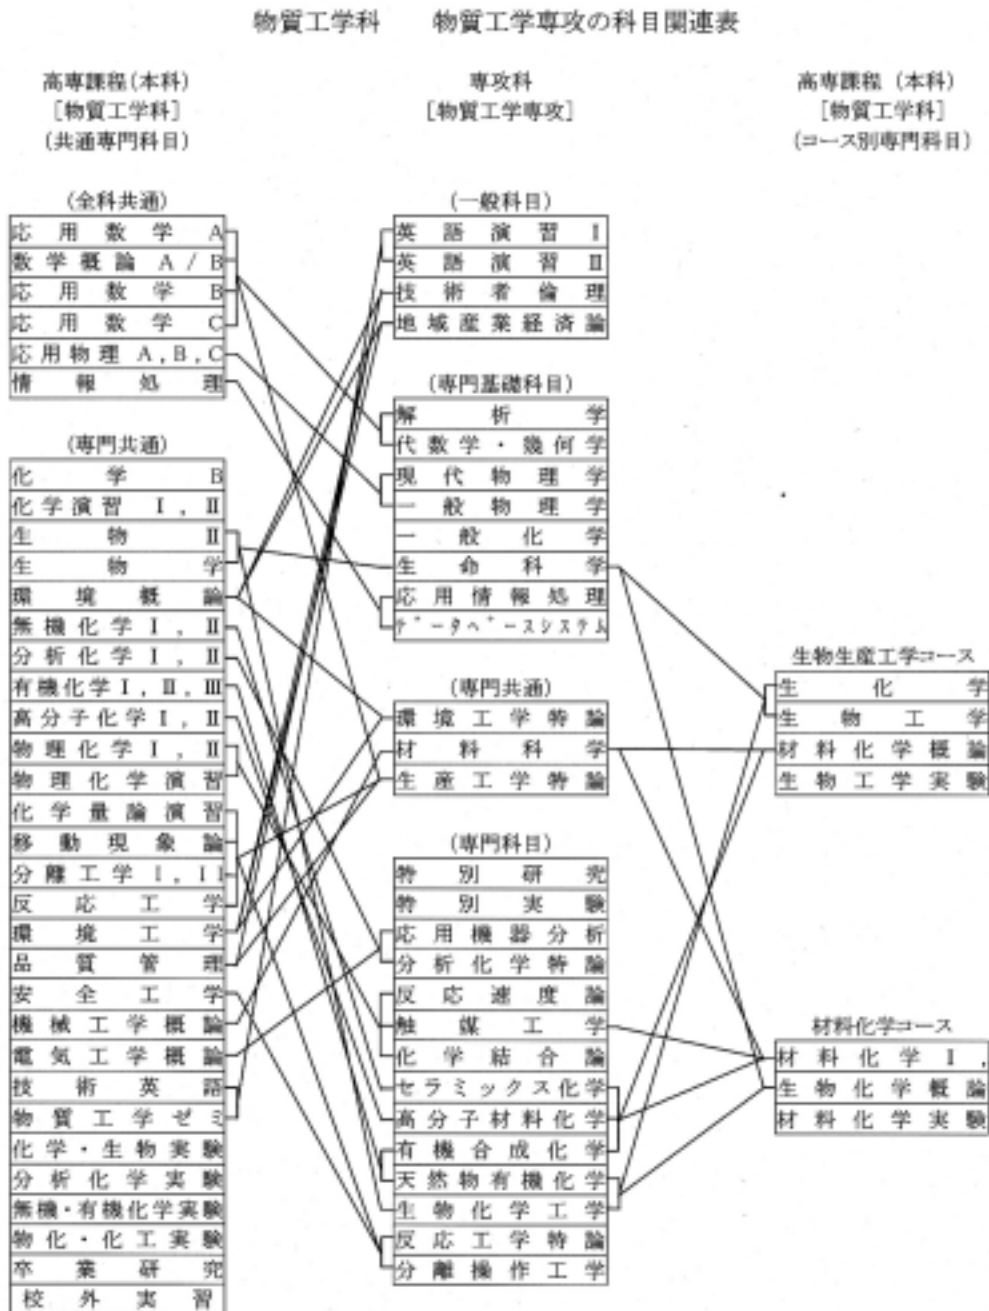 物質工学科　　物質工学専攻の科目関連表
高専課程(本科)
[物質工学科]
(共通専門科目)
専攻科
[物質工学専攻]
高専課程 (本科)
[物質工学科]
(コース別専門科目)
(全科共通)
応用数学A
数学概論A/B
応用数学B
応用数学C
応用物理A,B,C
情報処理
(専門共通)
化学B
化学演習 I, II
生物II
生物学
環境概論
無機化学I, II
分析化学I, II
有機化学I, II, III
高分子化学I, II
物理化学I, II
物理化学演習
化学量論演習
移動現象論
分離工学I, II
反応工学
環境工学
品質管理
安全工学
機械工学概論
電気工学概論
技術英語
物質工学ゼミ
化学・生物実験
分析化学実験
無機・有機化学実験
物化・化工実験
卒業研究
校外実習
(一般科目)
英語演習I
英語演習II
技術者倫理
地域産業経済論
(専門基礎科目)
解析学
代数学・幾何学
現代物理学
一般物理学
一般化学
生命科学
応用情報処理
データベースシステム
(専門共通)
環境工学特論
材料科学
生産工学特論
(専門科目)
特別研究
特別実験
応用機器分析
分析化学特論
反応速度論
触媒工学
化学結合論
セラミックス化学
高分子材料化学
有機合成化学
天然物有機化学
生物化学工学
反応工学特論
分離操作工学
生物生産工学コース
生化学
生物工学
材料化学概論
生物工学実験
材料化学コース
材料化学I,
生物化学概論
材料化学実験